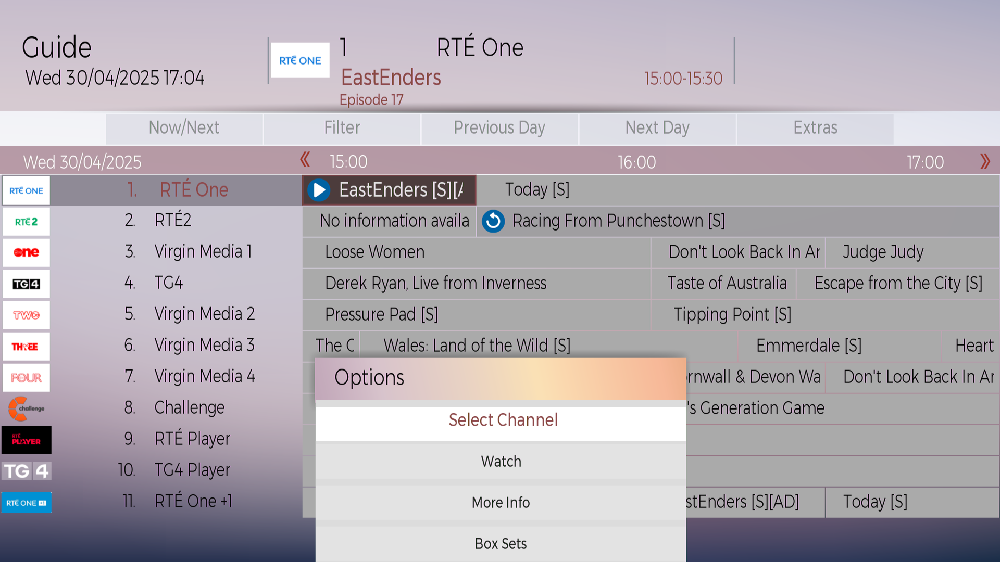 Guide
Wed 30/04/2025 17:04
RTÉ ONE
1 RTÉ One
EastEnders 15:00-15:30
Episode 17
Now/Next Filter Previous Day Next Day Extras
Wed 30/04/2025 « 15:00 16:00 17:00 »
RTÉ ONE 1. RTÉ One EastEnders [S][A Today [S]
RTÉ 2 2. RTÉ2 No information availa Racing From Punchestown [S]
one 3. Virgin Media 1 Loose Women Don't Look Back In Ar Judge Judy
TG4 4. TG4 Derek Ryan, Live from Inverness Taste of Australia Escape from the City [S]
TWO 5. Virgin Media 2 Pressure Pad [S] Tipping Point [S]
THREE 6. Virgin Media 3 The C Wales: Land of the Wild [S] Emmerdale [S] Heart
FOUR 7. Virgin Media 4 rnwall & Devon Wa Don't Look Back In Ar
challenge 8. Challenge 's Generation Game
RTÉ PLAYER 9. RTÉ Player
TG4 10. TG4 Player
RTÉ ONE +1 11. RTÉ One +1 stEnders [S][AD] Today [S]
Options
Select Channel
Watch
More Info
Box Sets